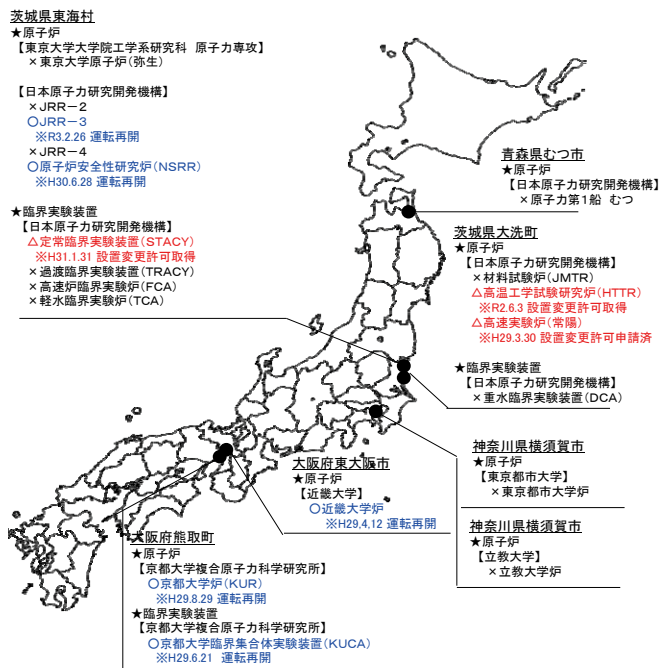 茨城県東海村
★原子炉
【東京大学大学院工学系研究科 原子力専攻】
×東京大学原子炉(弥生)
【日本原子力研究開発機構】
×JRR－2
○JRR－3
※R3.2.26 運転再開
×JRR－4
○原子炉安全性研究炉(NSRR)
※H30.6.28 運転再開
★臨界実験装置
【日本原子力研究開発機構】
△定常臨界実験装置(STACY)
※H31.1.31 設置変更許可取得
×過渡臨界実験装置(TRACY)
×高速炉臨界実験炉(FCA)
×軽水臨界実験炉(TCA)
青森県むつ市
★原子炉
【日本原子力研究開発機構】
×原子力第1船 むつ
茨城県大洗町
★原子炉
【日本原子力研究開発機構】
×材料試験炉(JMTR)
△高温工学試験研究炉(HTTR)
※R2.6.3 設置変更許可取得
△高速実験炉(常陽)
※H29.3.30 設置変更許可申請済
★臨界実験装置
【日本原子力研究開発機構】
×重水臨界実験装置(DCA)
神奈川県横須賀市
★原子炉
【東京都市大学】
×東京都市大学炉
神奈川県横須賀市
★原子炉
【立教大学】
×立教大学炉
大阪府東大阪市
★原子炉
【近畿大学】
○近畿大学炉
※H29,4,12 運転再開
大阪府熊取町
★原子炉
【京都大学複合原子力科学研究所】
○京都大学炉(KUR)
※H29.8.29 運転再開
★臨界実験装置
【京都大学複合原子力科学研究所】
○京都大学臨界集合体実験装置(KUCA)
※H29.6.21 運転再開